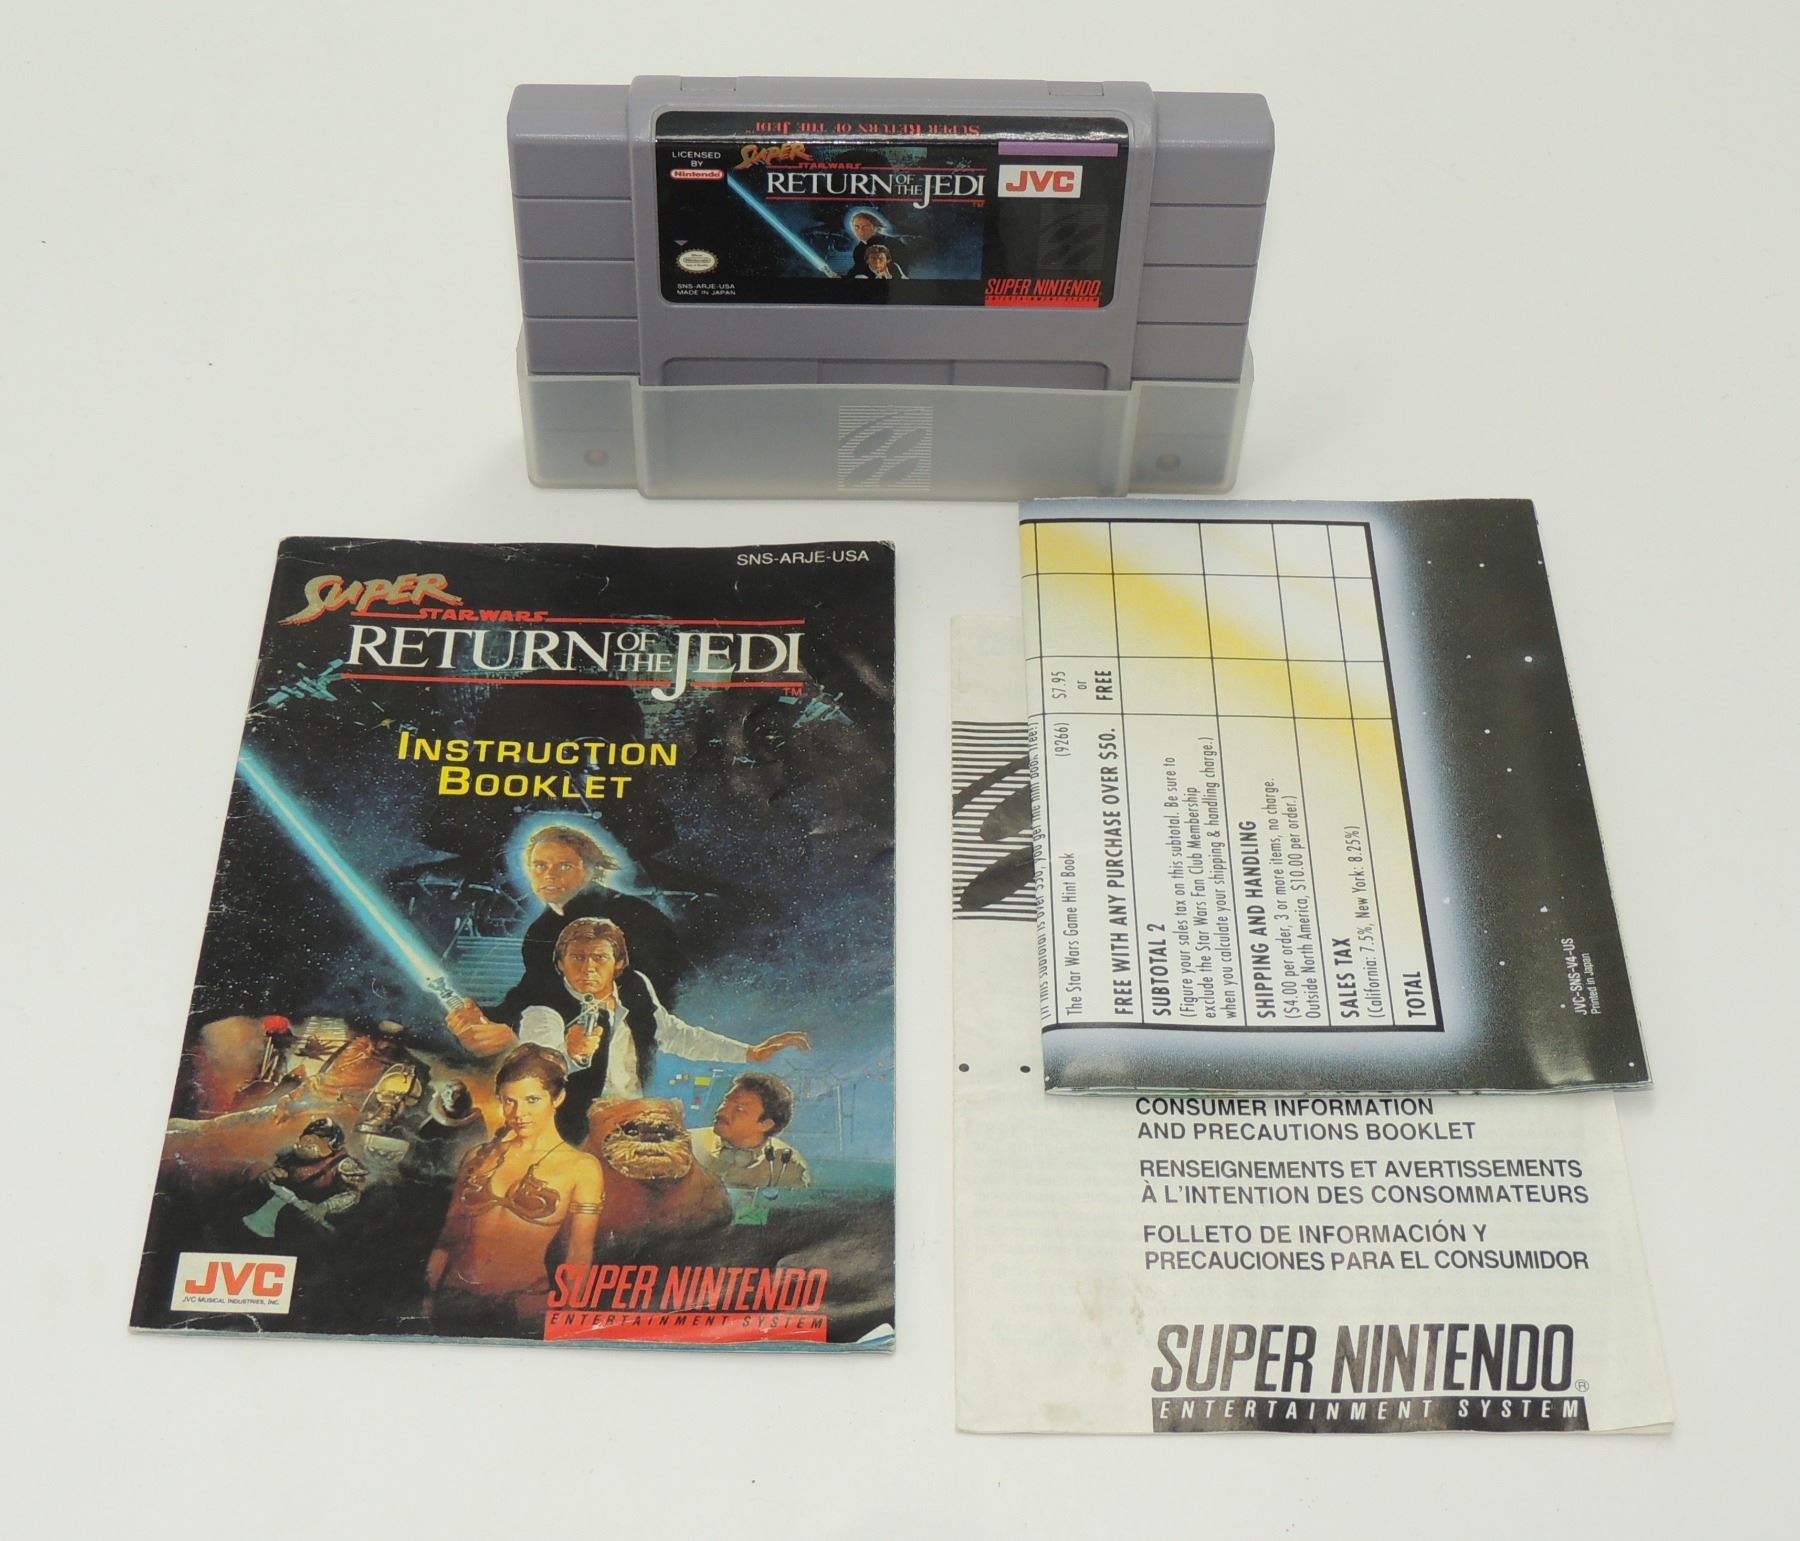 SUPER RETURN OF THE JEDI™
LICENSED
BY
Nintendo
SUPER
STAR WARS
RETURN OF THE JEDI
TM
JVC
SNS-ARJE-USA
MADE IN JAPAN
SUPER NINTENDO
ENTERTAINMENT SYSTEM
SNS-ARJE-USA
SUPER
STAR WARS
RETURN OF THE JEDI
TM
INSTRUCTION
BOOKLET
JVC
JVC MUSICAL INDUSTRIES, INC.
SUPER NINTENDO
ENTERTAINMENT SYSTEM
The Star Wars Game Hint Book (9266) $7.95
or
FREE WITH ANY PURCHASE OVER $50. FREE
SUBTOTAL 2
(Figure your sales tax on this subtotal. Be sure to
exclude the Star Wars Fan Club Membership
when you calculate your shipping & handling charge.)
SHIPPING AND HANDLING
($4.00 per order, 3 or more items, no charge.
Outside North America, $10.00 per order.)
SALES TAX
(California: 7.5%, New York: 8.25%)
TOTAL
JVC-SNS-V4-US
Printed in Japan
CONSUMER INFORMATION
AND PRECAUTIONS BOOKLET
RENSEIGNEMENTS ET AVERTISSEMENTS
À L'INTENTION DES CONSOMMATEURS
FOLLETO DE INFORMACIÓN Y
PRECAUCIONES PARA EL CONSUMIDOR
SUPER NINTENDO®
ENTERTAINMENT SYSTEM